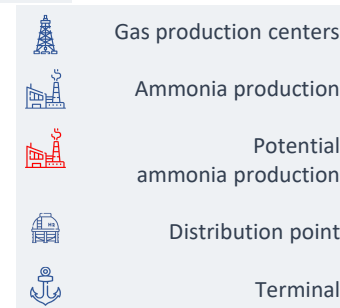 Gas production centers
Ammonia production
Potential
ammonia production
Distribution point
Terminal